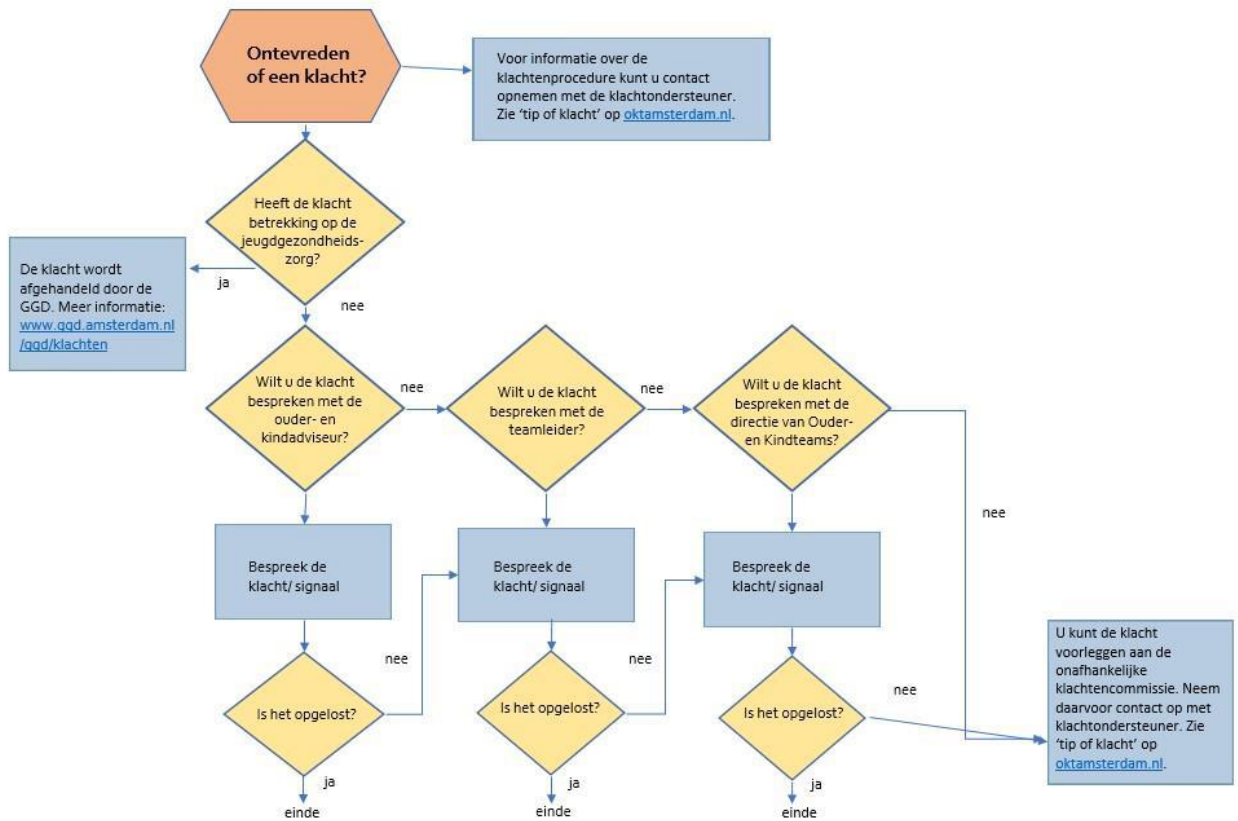 Ontevreden
of een klacht?
Voor informatie over de
klachtenprocedure kunt u contact
opnemen met de klachtondersteuner.
Zie ‘tip of klacht’ op oktamsterdam.nl.
Heeft de klacht
betrekking op de
jeugdgezondheids-
zorg?
ja
De klacht wordt
afgehandeld door de
GGD. Meer informatie:
www.ggd.amsterdam.nl
/ggd/klachten
nee
Wilt u de klacht
bespreken met de
ouder- en
kindadviseur?
nee
Wilt u de klacht
bespreken met de
teamleider?
nee
Wilt u de klacht
bespreken met de
directie van Ouder-
en Kindteams?
nee
Bespreek de
klacht/ signaal
Bespreek de
klacht/ signaal
Bespreek de
klacht/ signaal
nee
nee
nee
Is het opgelost?
Is het opgelost?
Is het opgelost?
U kunt de klacht
voorleggen aan de
onafhankelijke
klachtencommissie. Neem
daarvoor contact op met
klachtondersteuner. Zie
‘tip of klacht’ op
oktamsterdam.nl.
ja
ja
ja
einde
einde
einde